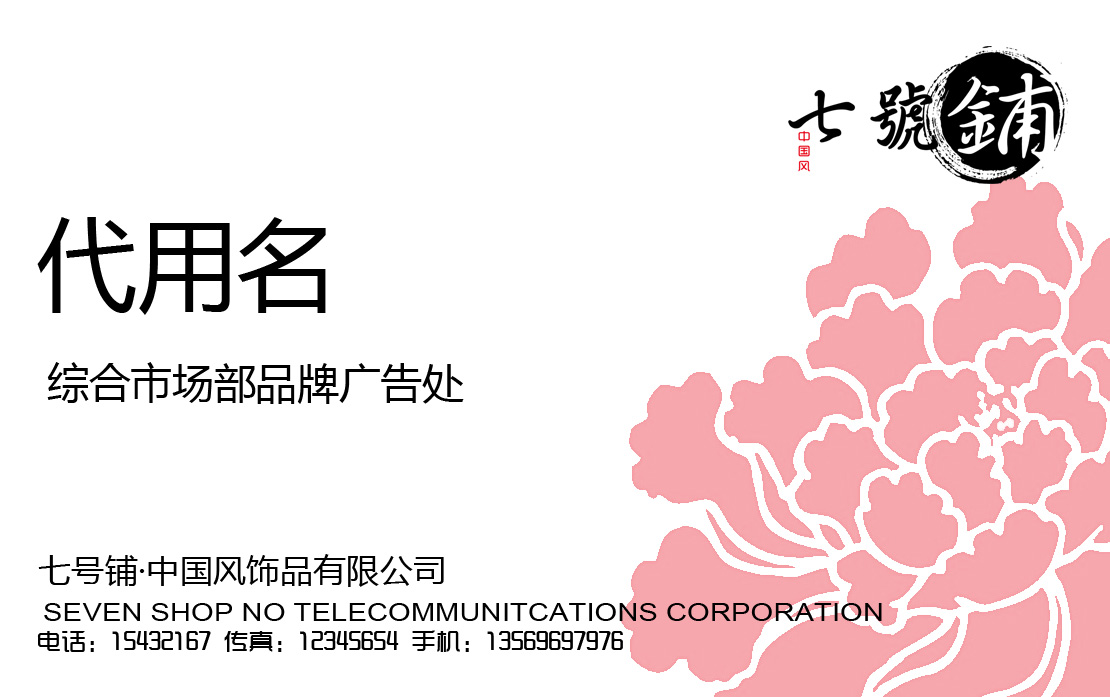 七號鋪
中国风
代用名
综合市场部品牌广告处
七号铺·中国风饰品有限公司
SEVEN SHOP NO TELECOMMUNITCATIONS CORPORATION
电话：15432167 传真：12345654 手机：13569697976